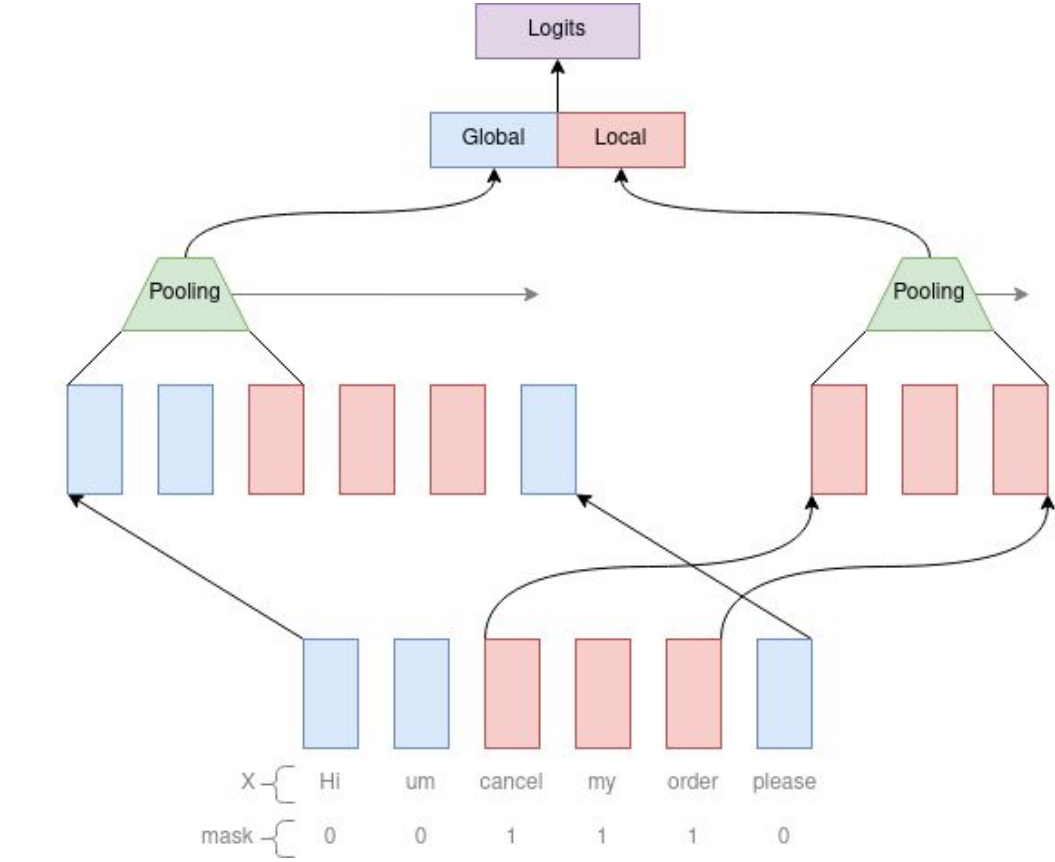 Logits
Global Local
Pooling Pooling
X Hi um cancel my order please
mask 0 0 1 1 1 0